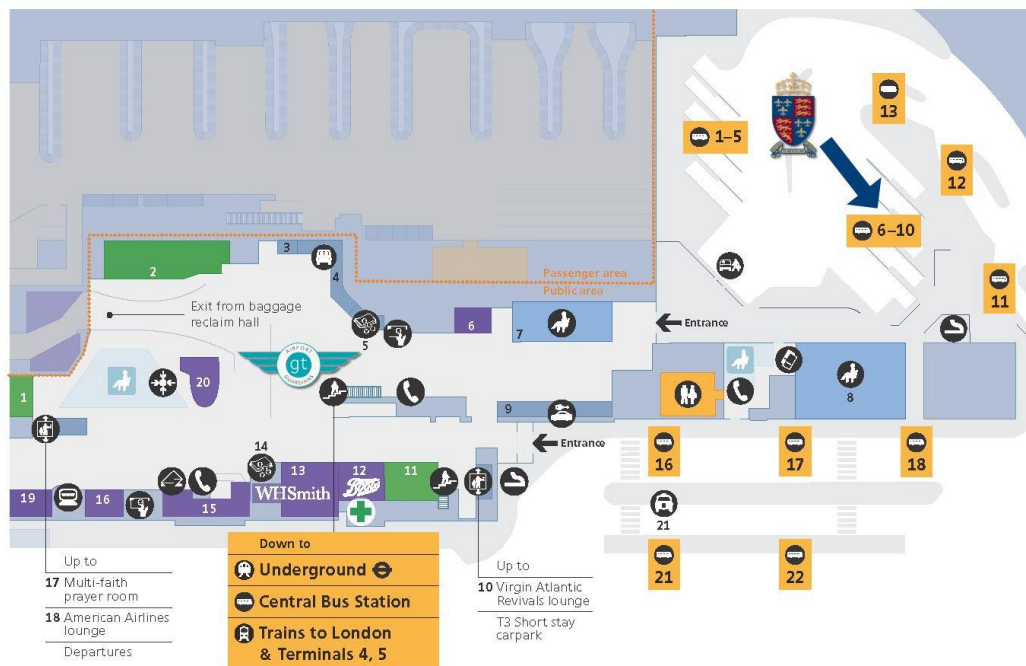 1–5
13
12
6–10
11
2
3
4
5
6
7
Passenger area
Public area
Entrance
Exit from baggage
reclaim hall
AIRPORT
gt
GUARDIANS
1
20
8
9
Entrance
16
17
18
14
13
12
11
WHSmith
Boots
19
16
15
21
21
22
Up to
17 Multi-faith
prayer room
18 American Airlines
lounge
Departures
Down to
Underground
Central Bus Station
Trains to London
& Terminals 4, 5
Up to
10 Virgin Atlantic
Revivals lounge
T3 Short stay
carpark